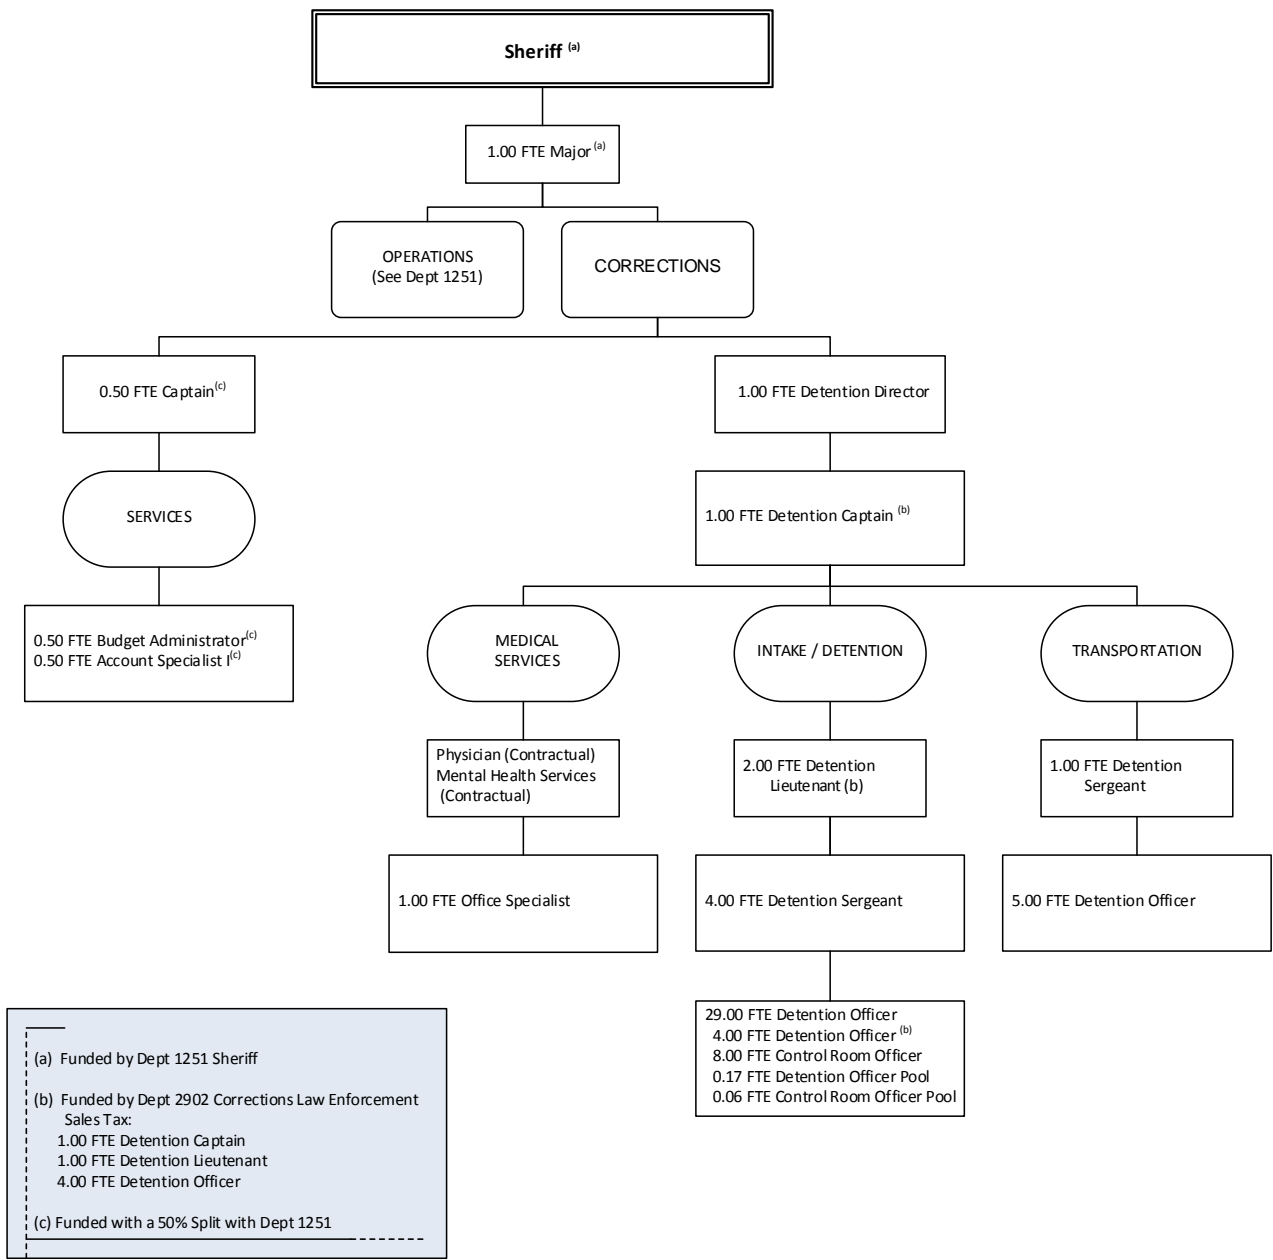 Sheriff (a)
1.00 FTE Major (a)
OPERATIONS
(See Dept 1251)
CORRECTIONS
0.50 FTE Captain(c)
1.00 FTE Detention Director
SERVICES
1.00 FTE Detention Captain (b)
0.50 FTE Budget Administrator(c)
0.50 FTE Account Specialist I(c)
MEDICAL
SERVICES
INTAKE / DETENTION
TRANSPORTATION
Physician (Contractual)
Mental Health Services
(Contractual)
2.00 FTE Detention
Lieutenant (b)
1.00 FTE Detention
Sergeant
1.00 FTE Office Specialist
4.00 FTE Detention Sergeant
5.00 FTE Detention Officer
29.00 FTE Detention Officer
4.00 FTE Detention Officer (b)
8.00 FTE Control Room Officer
0.17 FTE Detention Officer Pool
0.06 FTE Control Room Officer Pool
(a) Funded by Dept 1251 Sheriff
(b) Funded by Dept 2902 Corrections Law Enforcement
Sales Tax:
1.00 FTE Detention Captain
1.00 FTE Detention Lieutenant
4.00 FTE Detention Officer
(c) Funded with a 50% Split with Dept 1251